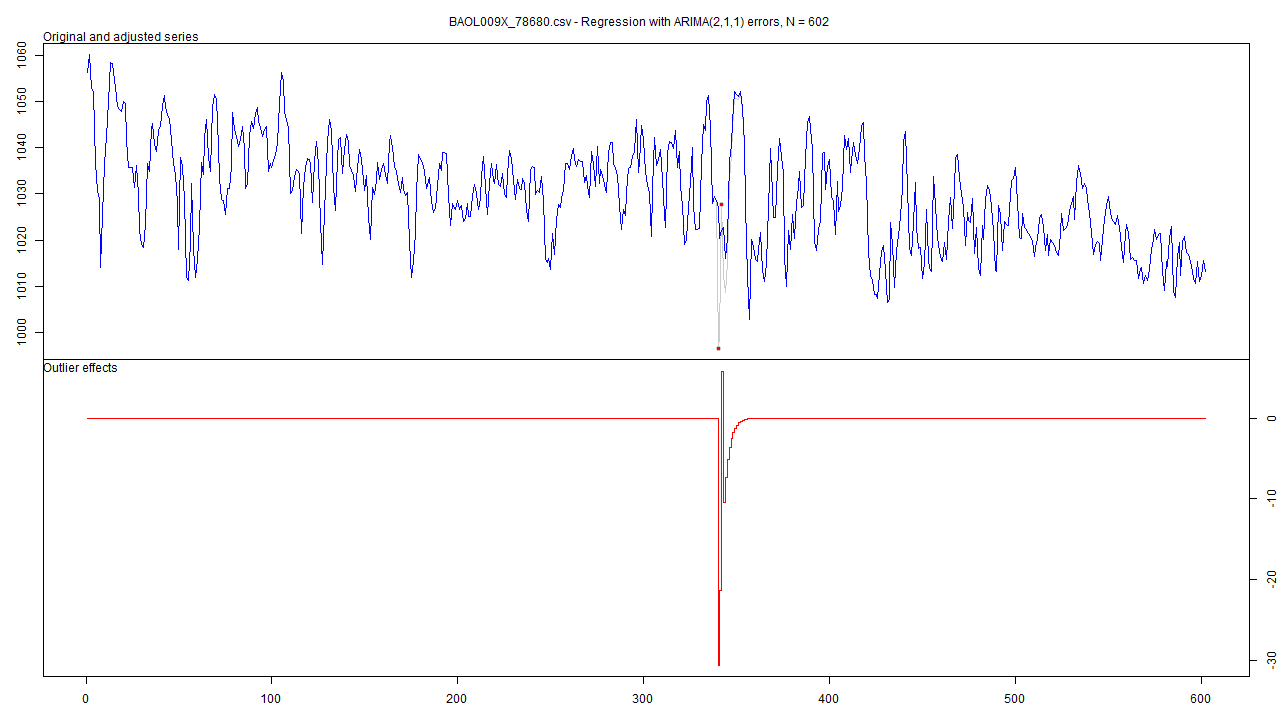 BAOL009X_78680.csv - Regression with ARIMA(2,1,1) errors, N = 602
Original and adjusted series
1060
1050
1040
1030
1020
1010
1000
Outlier effects
0
-10
-20
-30
0 100 200 300 400 500 600